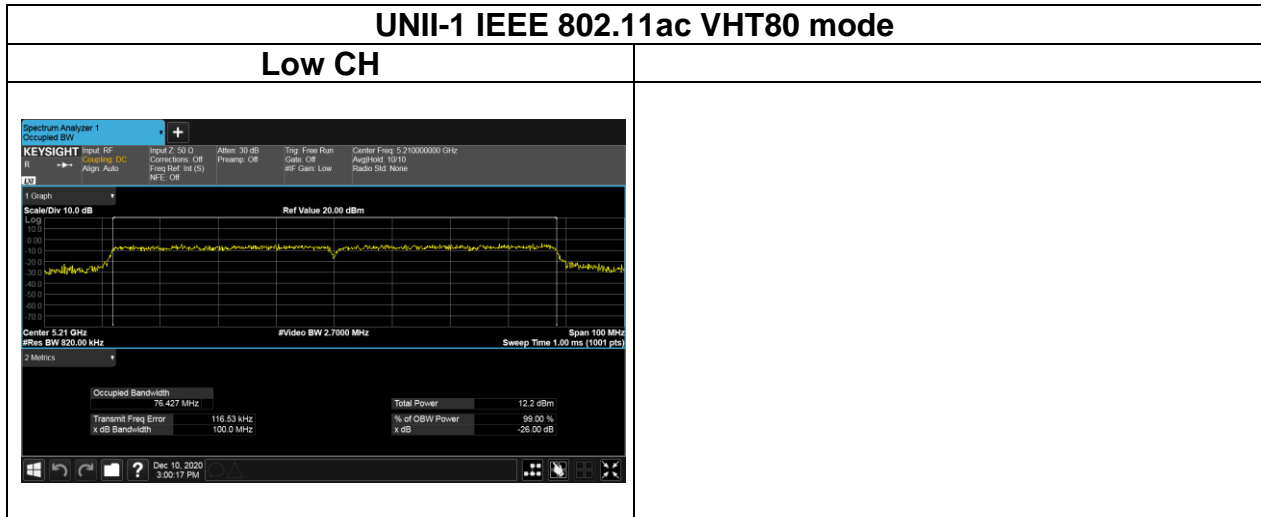 UNII-1 IEEE 802.11ac VHT80 mode
Low CH
Spectrum Analyzer 1
Occupied BW
KEYSIGHT
R
LXI
Input: RF
Coupling: DC
Align: Auto
Input Z: 50 Ω
Corrections: Off
Freq Ref: Int (S)
NFE: Off
Atten: 30 dB
Preamp: Off
Trig: Free Run
Gate: Off
#IF Gain: Low
Center Freq: 5.210000000 GHz
Avg|Hold: 10/10
Radio Std: None
1 Graph
Scale/Div 10.0 dB
Ref Value 20.00 dBm
Log
10.0
0.00
-10.0
-20.0
-30.0
-40.0
-50.0
-60.0
-70.0
Center 5.21 GHz
#Video BW 2.7000 MHz
Span 100 MHz
#Res BW 820.00 kHz
Sweep Time 1.00 ms (1001 pts)
2 Metrics
Occupied Bandwidth
76.427 MHz
Total Power 12.2 dBm
Transmit Freq Error 116.53 kHz
% of OBW Power 99.00 %
x dB Bandwidth 100.0 MHz
x dB -26.00 dB
?
Dec 10, 2020
3:00:17 PM